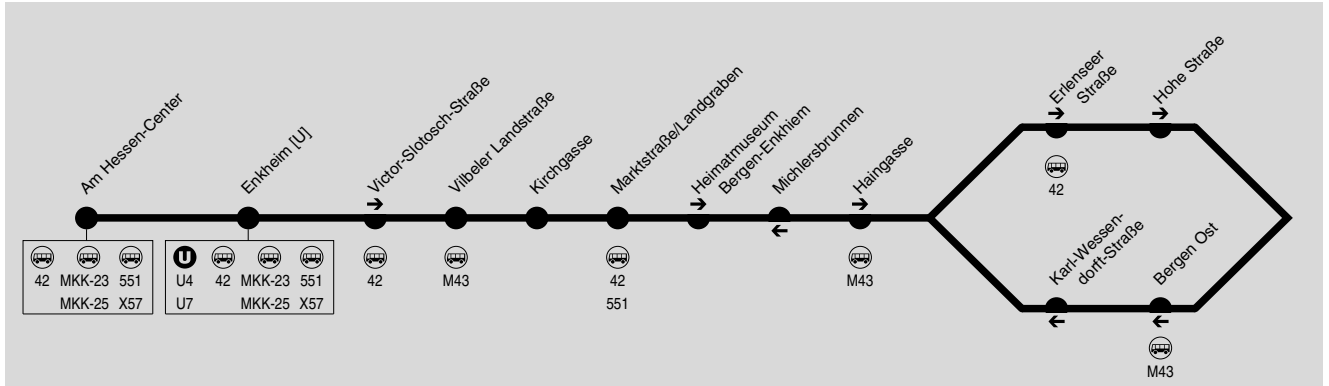 Am Hessen-Center
Enkheim [U]
Victor-Slotosch-Straße
Vilbeler Landstraße
Kirchgasse
Marktstraße/Landgraben
Heimatmuseum
Bergen-Enkhiem
Michlersbrunnen
Haingasse
Erlenseer
Straße
Hohe Straße
Karl-Wessen-
dorft-Straße
Bergen Ost
42 MKK-23 551
MKK-25 X57
U
U4 42 MKK-23 551
U7 MKK-25 X57
42
M43
42
551
M43
42
M43